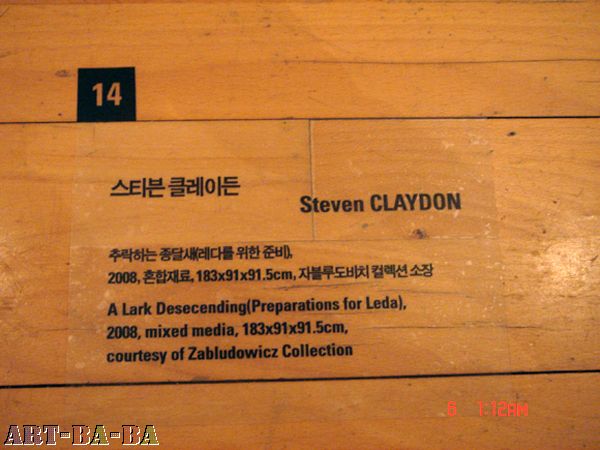 14
스티븐 클레이든
Steven CLAYDON
추락하는 종달새(레다를 위한 준비),
2008, 혼합재료, 183x91x91.5cm, 자블루도비치 컬렉션 소장
A Lark Desecending(Preparations for Leda),
2008, mixed media, 183x91x91.5cm,
courtesy of Zabludowicz Collection
6 1:12AM
ART-BA-BA